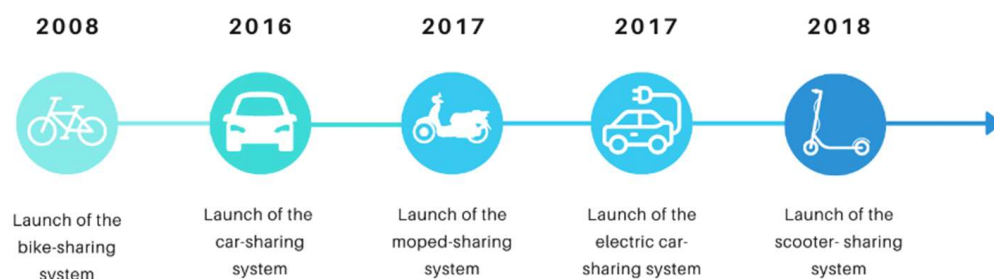 2008
2016
2017
2017
2018
Launch of the
bike-sharing
system
Launch of the
car-sharing
system
Launch of the
moped-sharing
system
Launch of the
electric car-
sharing system
Launch of the
scooter- sharing
system